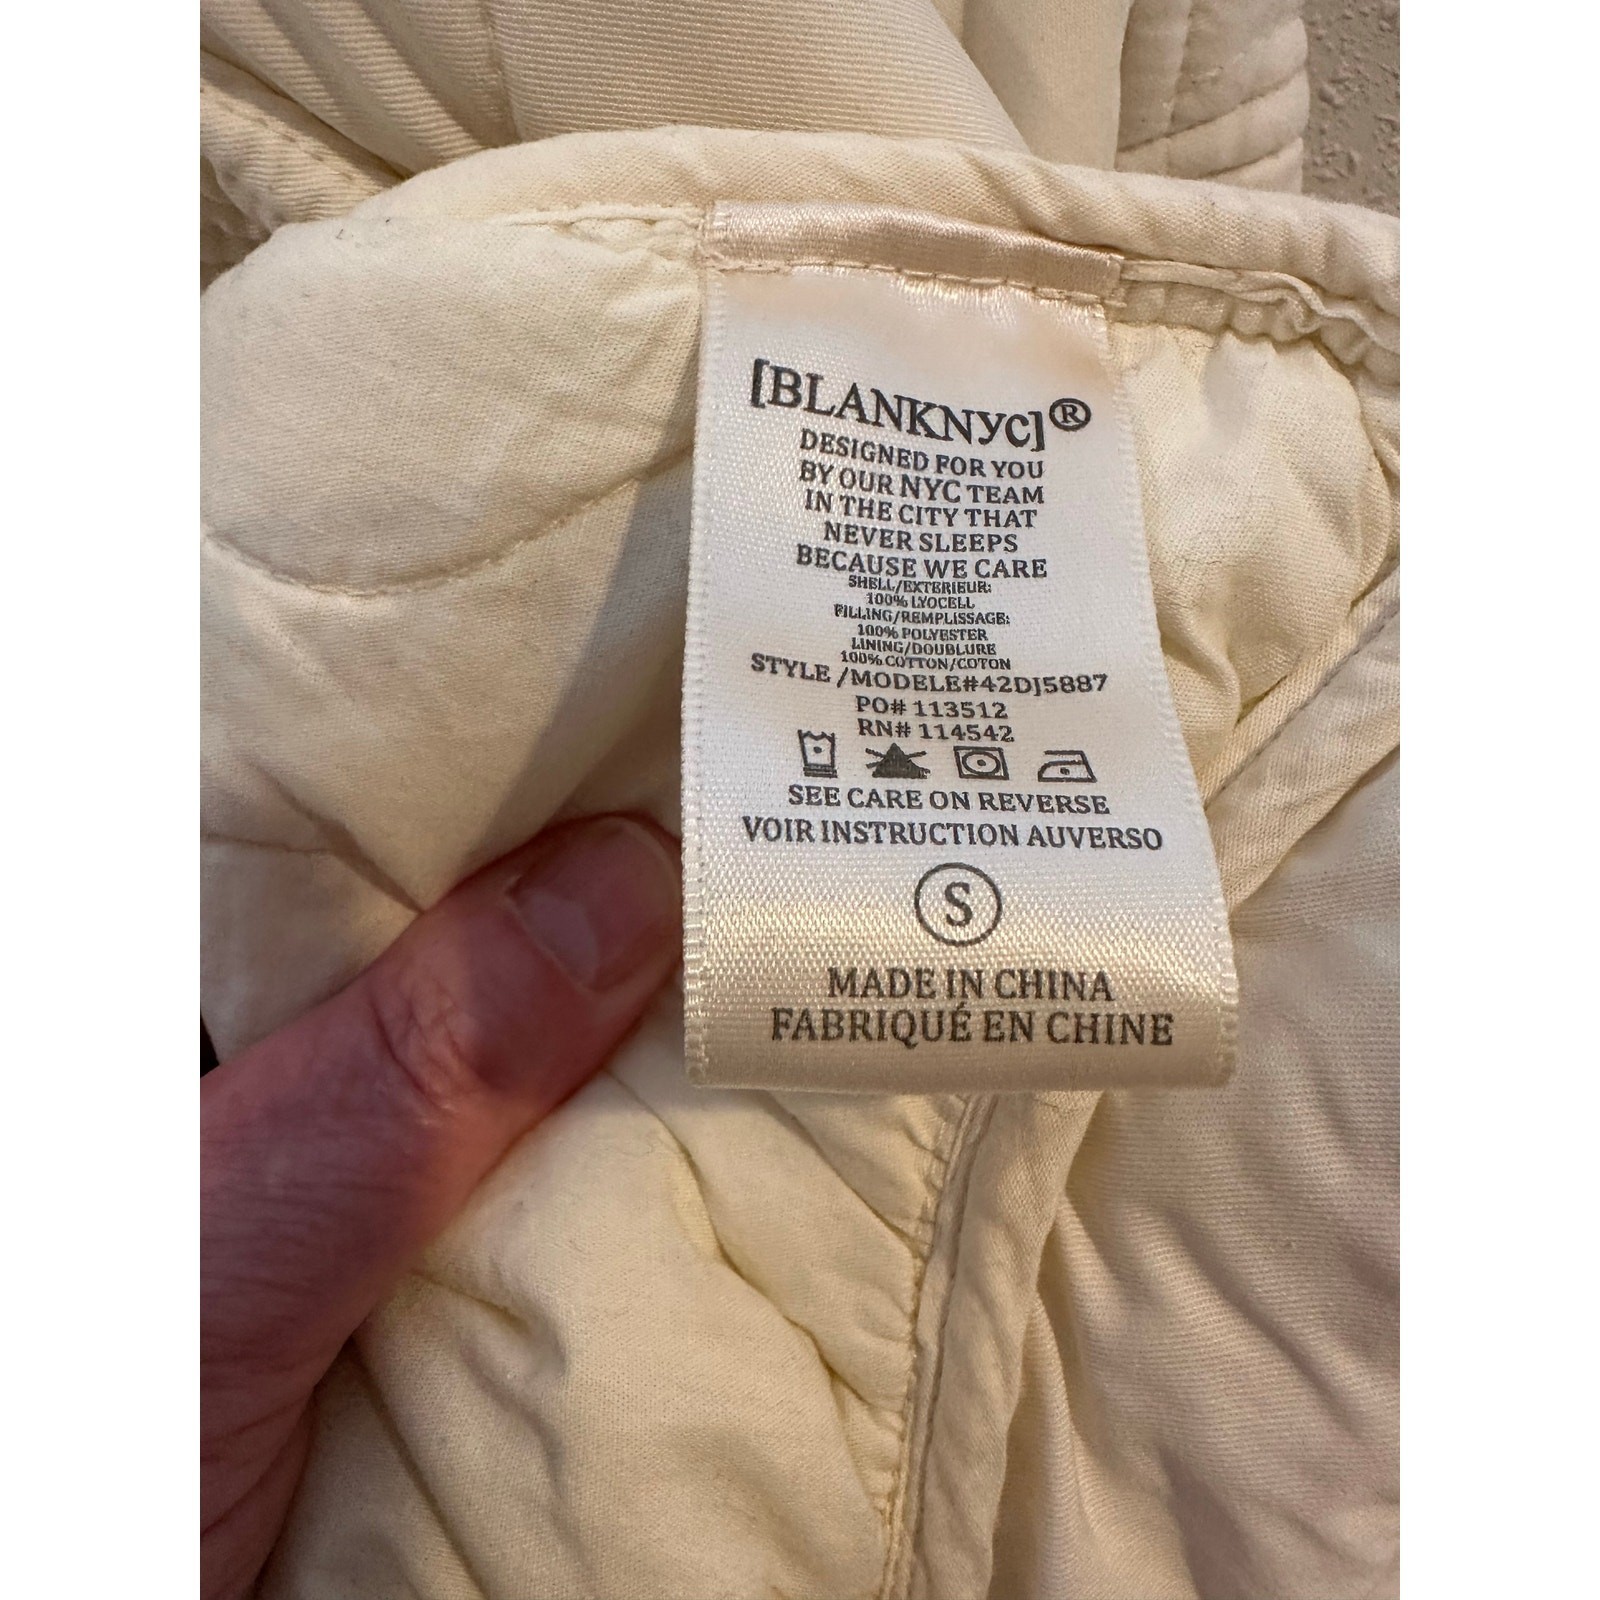 [BLANKNYC]®
DESIGNED FOR YOU
BY OUR NYC TEAM
IN THE CITY THAT
NEVER SLEEPS
BECAUSE WE CARE
SHELL/EXTERIEUR:
100% LYOCELL
FILLING/REMPLISSAGE:
100% POLYESTER
LINING/DOUBLURE
100% COTTON/COTON
STYLE /MODELE#42DJ5887
PO# 113512
RN# 114542
SEE CARE ON REVERSE
VOIR INSTRUCTION AUVERSO
S
MADE IN CHINA
FABRIQUÉ EN CHINE